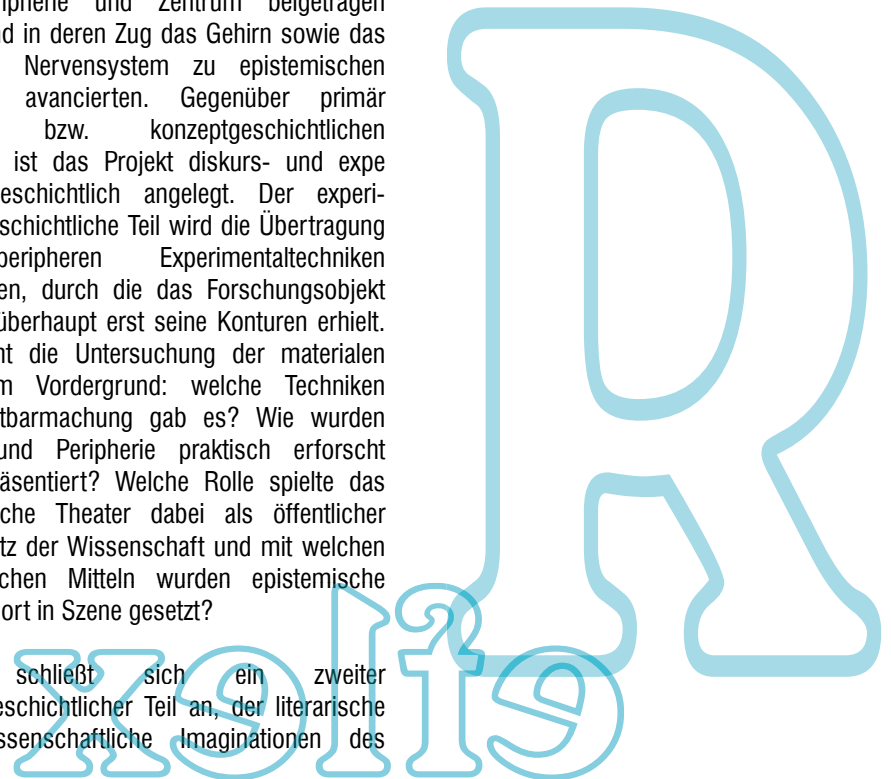 ipherie und Zentrum beigetragen
nd in deren Zug das Gehirn sowie das
Nervensystem zu epistemischen
avancierten. Gegenüber primär
bzw. konzeptgeschichtlichen
ist das Projekt diskurs- und expe
eschichtlich angelegt. Der experi-
schichtliche Teil wird die Übertragung
peripheren Experimentaltechniken
en, durch die das Forschungsobjekt
überhaupt erst seine Konturen erhielt.
ht die Untersuchung der materialen
m Vordergrund: welche Techniken
tbarmachung gab es? Wie wurden
und Peripherie praktisch erforscht
äsentiert? Welche Rolle spielte das
che Theater dabei als öffentlicher
tz der Wissenschaft und mit welchen
chen Mitteln wurden epistemische
ort in Szene gesetzt?
schließt sich ein zweiter
eschichtlicher Teil an, der literarische
ssenschaftliche Imaginationen des
R
eflex